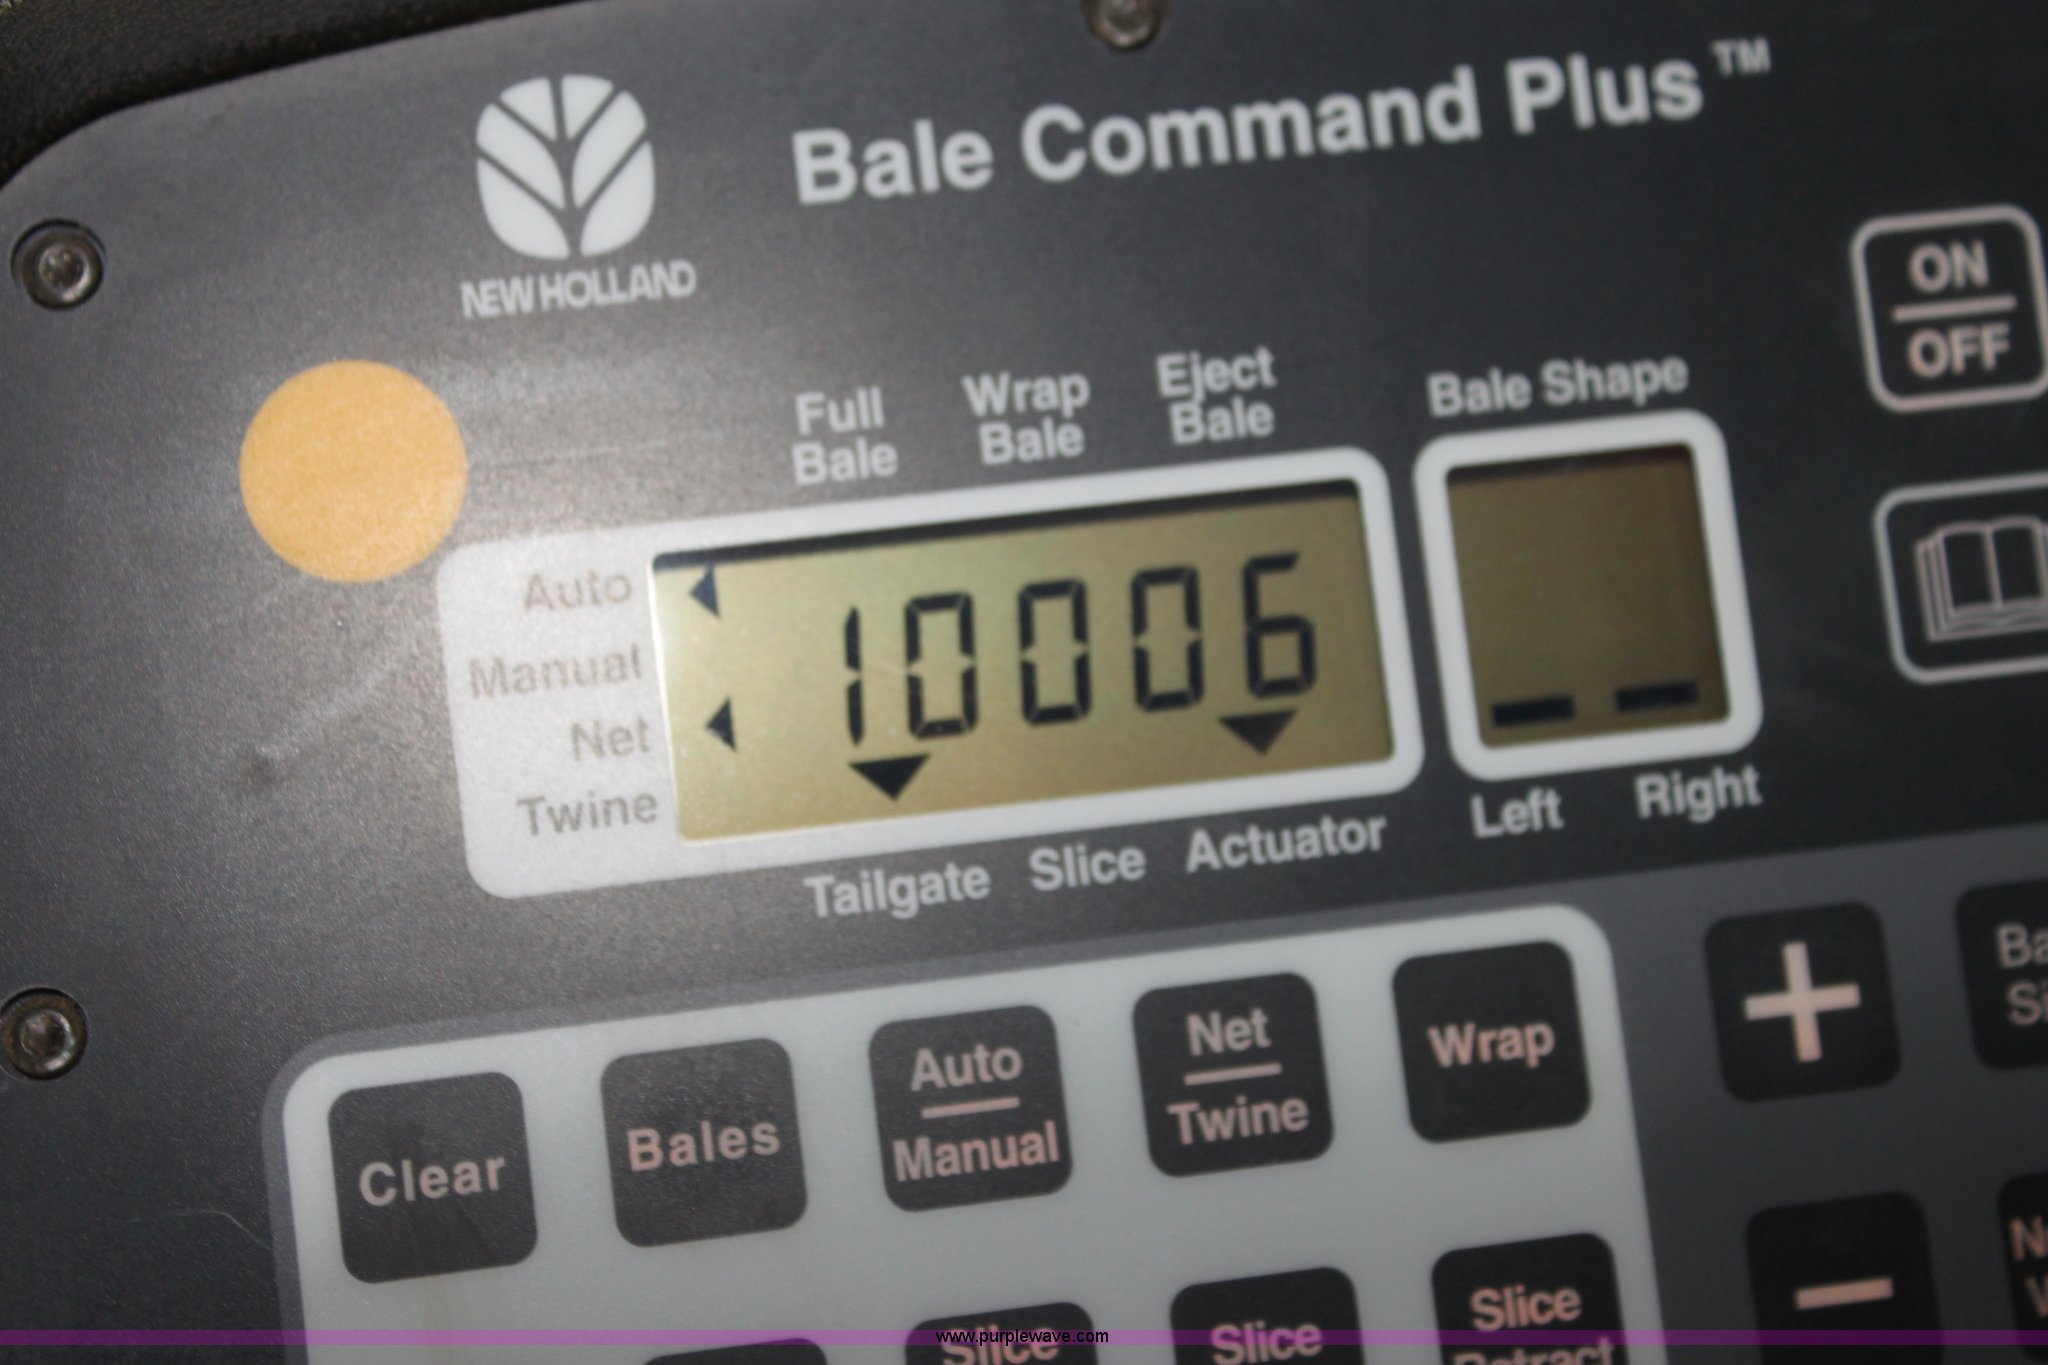 Bale Command Plus™
NEW HOLLAND
ON
OFF
Full
Bale
Wrap
Bale
Eject
Bale
Bale Shape
Auto
Manual
Net
Twine
10006
Tailgate Slice Actuator
Left Right
Clear
Bales
Auto
Manual
Net
Twine
Wrap
+
Slice
Slice
Slice
Retract
−
www.purplewave.com